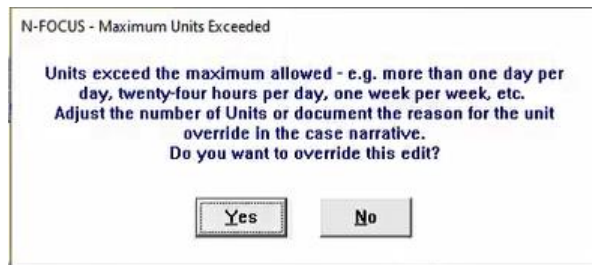 N-FOCUS - Maximum Units Exceeded
Units exceed the maximum allowed - e.g. more than one day per
day, twenty-four hours per day, one week per week, etc.
Adjust the number of Units or document the reason for the unit
override in the case narrative.
Do you want to override this edit?
Yes No